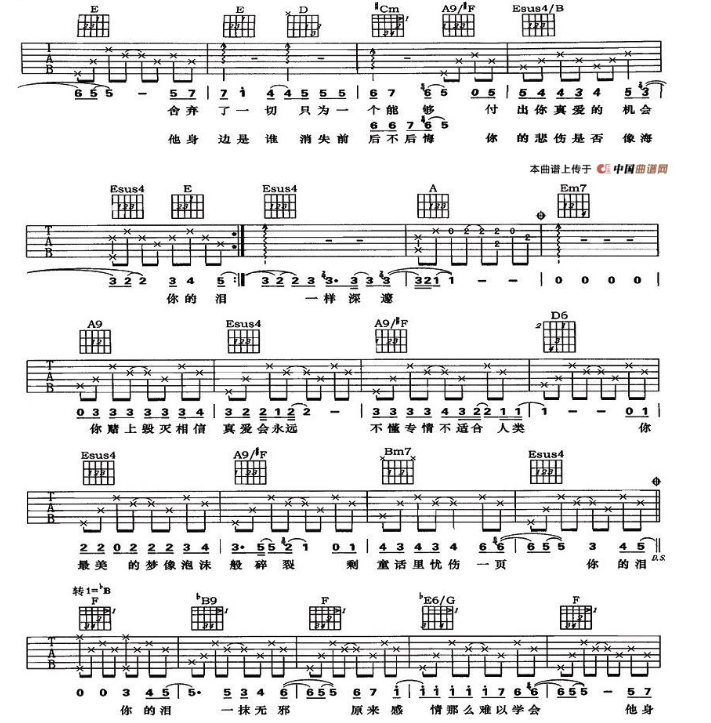 E E D #Cm A9/#F Esus4/B
T A B
6 5 5 - 5 7 | 7 1 4 4 5 5 5 | 6 7 6 5 0 5 | 5 4 4 3 4 5 3
舍弃 了一切 只为一 个能够 付 出你真爱的 机会
6 6 7 6 5
他身 边是谁 消失前 后不后悔 你 的悲伤是否 像海
本曲谱上传于 中国曲谱网
Esus4 E Esus4 A Em7
T A B
3 2 2 3 4 5 :|| 3 2 2 3 3· 3 3 3 | 3 2 1 1 - - | 0 0 0 0 |
你的 泪 一样 深 邃
A9 Esus4 A9/#F D6
T A B
0 3 3 3 3 3 3 4 | 3 2 2 1 2 2 - | 3 3 3 3 4 3 2 2 1 1 | 1 - - 0 1 |
你赌上毁灭相信 真爱会永远 不懂专情不适合 人类 你
Esus4 A9/#F Bm7 Esus4
T A B
2 2 0 2 2 2 3 4 | 3· 5 5 2 1 0 1 | 4 3 4 3 4 6 6 | 6 5 5 3 4 5 ||
最美 的梦像泡沫 般碎裂 剩 童话里忧伤一页 你 的泪 D.S.
转1=bB
F bB9 F bE6/G F
T A B
0 0 3 4 5 | 5· 5 3 4 6 | 6 5 5 6 7 1 | 1 1 1 1 7 6 7 6 | 6 5 5 - 5 7 |
你的泪 一抹无邪 原来感 情那么难以学会 他身